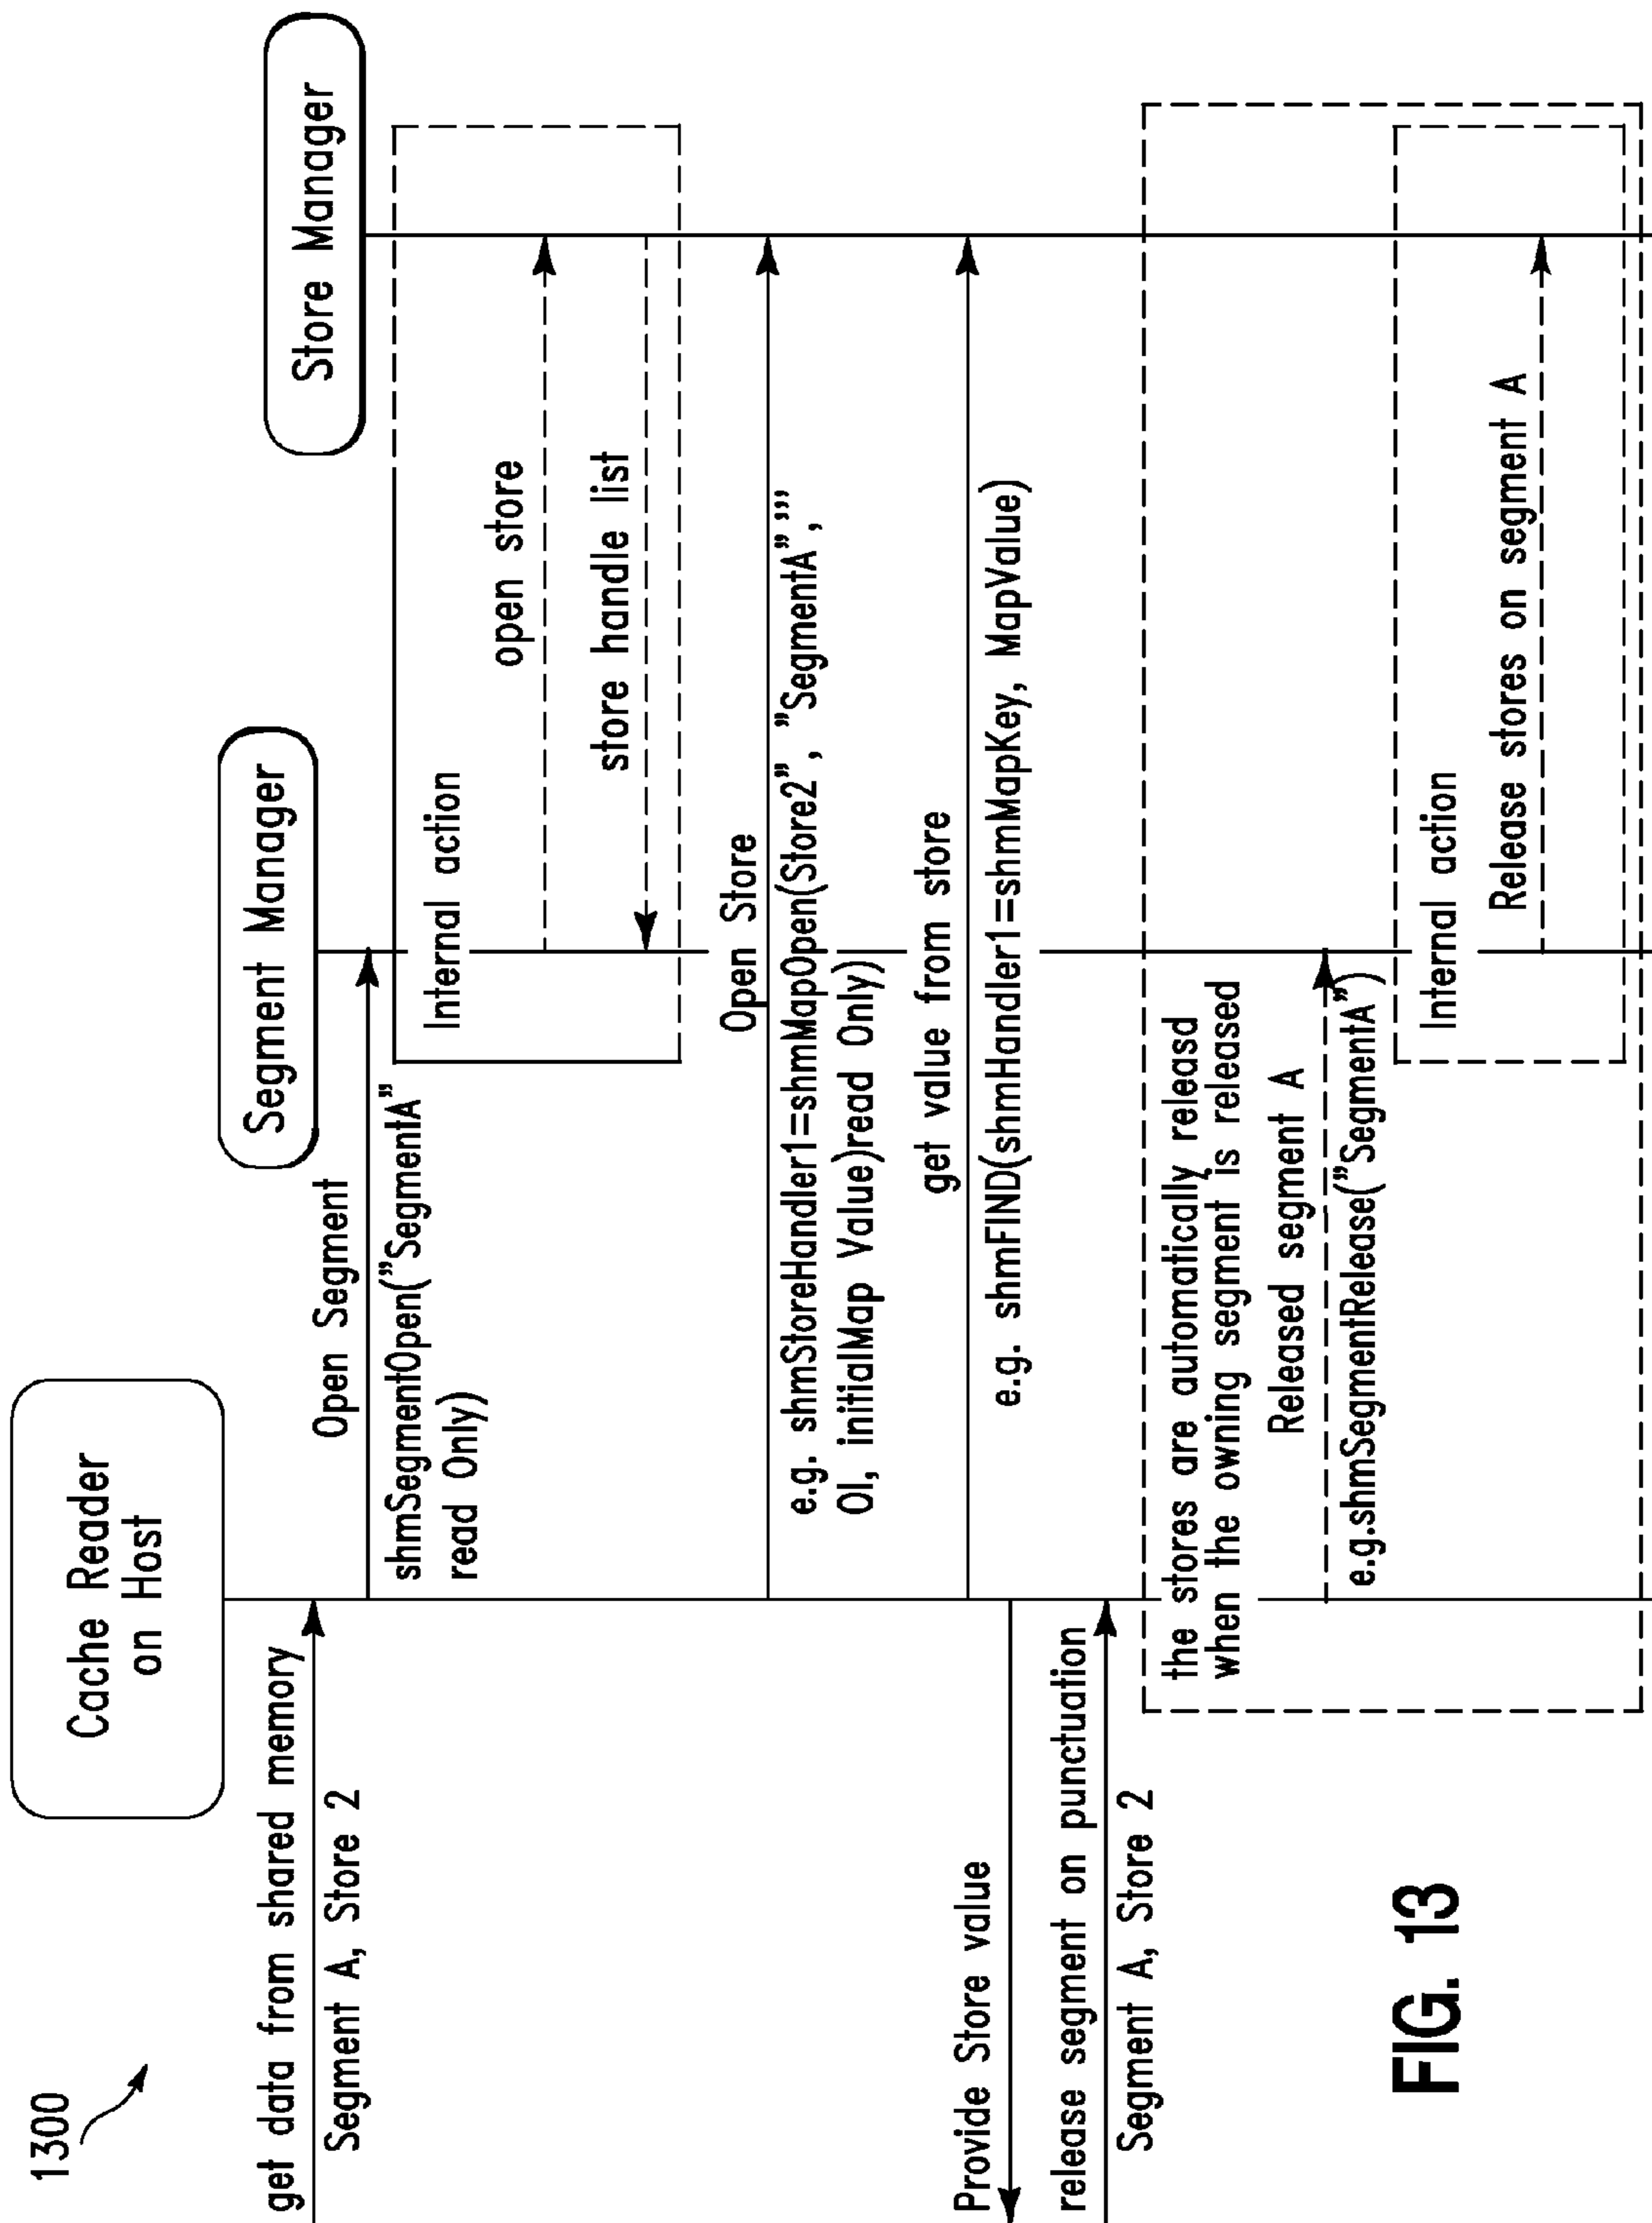 1300
Cache Reader
on Host
Segment Manager
Store Manager
get data from shared memory
Segment A, Store 2
Open Segment
shmSegmentOpen("SegmentA"
read Only)
Internal action
open store
store handle list
Open Store
e.g. shmStoreHandler1=shmMapOpen(Store2", "SegmentA",'''
OI, initialMap Value)read Only)
get value from store
e.g. shmFIND(shmHandler1=shmMapKey, MapValue)
Provide Store value
release segment on punctuation
Segment A, Store 2
the stores are automatically releasd
when the owning segment is released
Released segment A
e.g.shmSegmentRelease("SegmentA")
Internal action
Release stores on segment A
FIG. 13